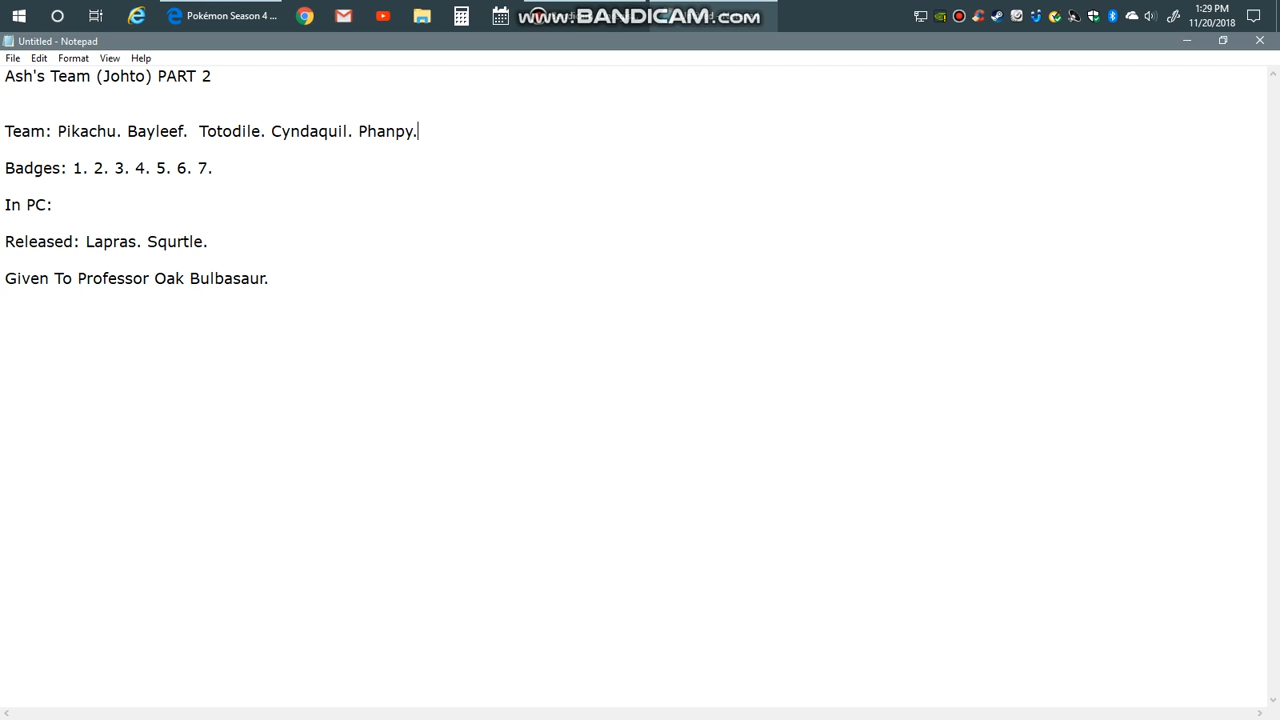 Pokémon Season 4 ...
www.BANDICAM.com
1:29 PM
11/20/2018
Untitled - Notepad
File Edit Format View Help
Ash's Team (Johto) PART 2
Team: Pikachu. Bayleef.  Totodile. Cyndaquil. Phanpy.
Badges: 1. 2. 3. 4. 5. 6. 7.
In PC:
Released: Lapras. Squrtle.
Given To Professor Oak Bulbasaur.